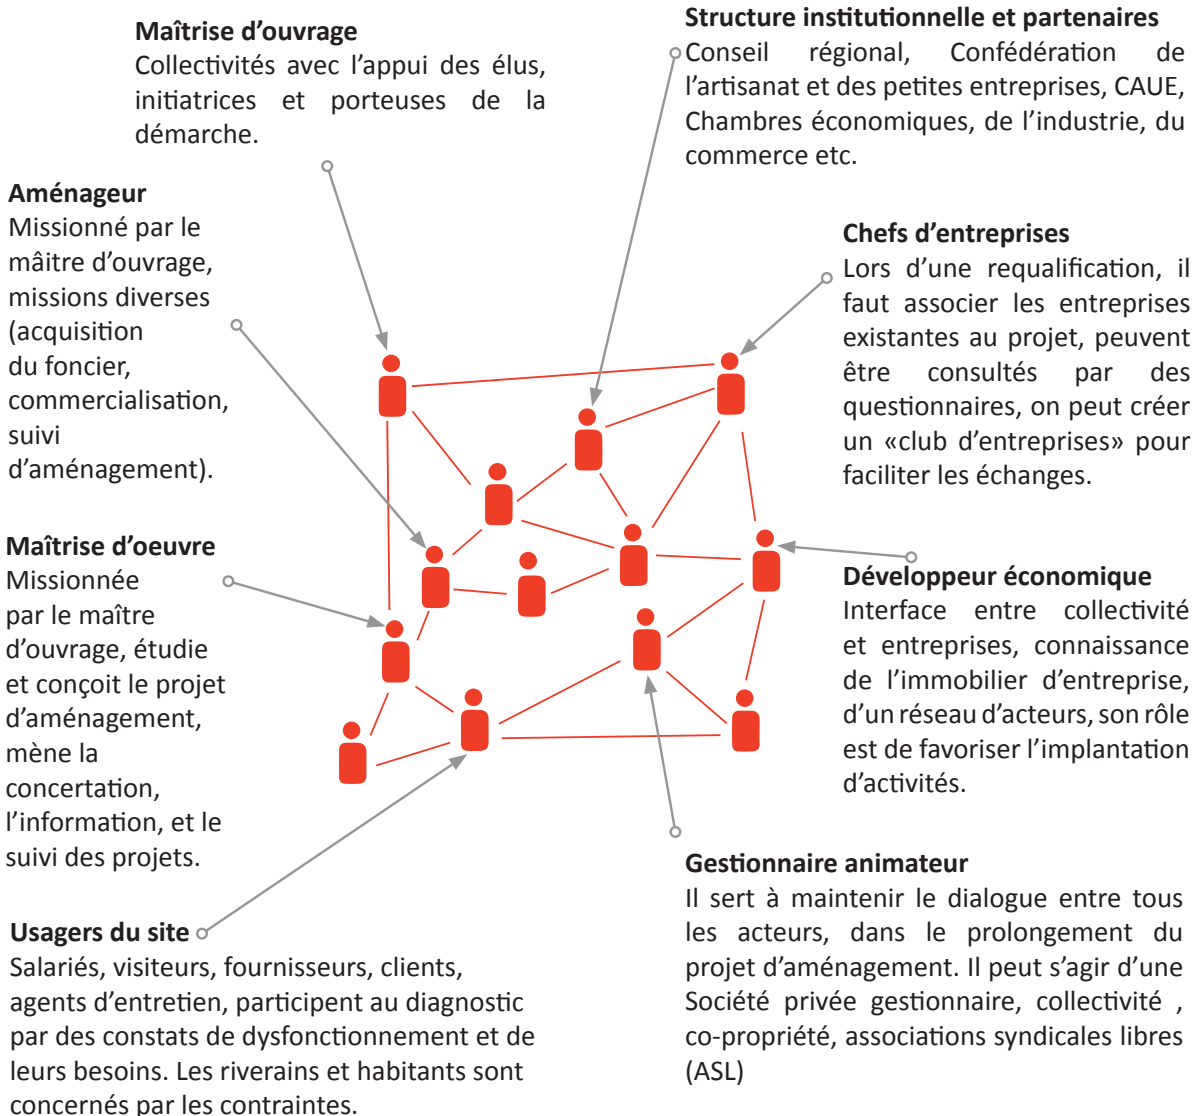 Maîtrise d'ouvrage
Collectivités avec l'appui des élus,
initiatrices et porteuses de la
démarche.
Structure institutionnelle et partenaires
Conseil régional, Confédération de
l'artisanat et des petites entreprises, CAUE,
Chambres économiques, de l'industrie, du
commerce etc.
Aménageur
Missionné par le
mâitre d'ouvrage,
missions diverses
(acquisition
du foncier,
commercialisation,
suivi
d'aménagement).
Chefs d'entreprises
Lors d'une requalification, il
faut associer les entreprises
existantes au projet, peuvent
être consultés par des
questionnaires, on peut créer
un «club d'entreprises» pour
faciliter les échanges.
Maîtrise d'oeuvre
Missionnée
par le maître
d'ouvrage, étudie
et conçoit le projet
d'aménagement,
mène la
concertation,
l'information, et le
suivi des projets.
Développeur économique
Interface entre collectivité
et entreprises, connaissance
de l'immobilier d'entreprise,
d'un réseau d'acteurs, son rôle
est de favoriser l'implantation
d'activités.
Usagers du site
Salariés, visiteurs, fournisseurs, clients,
agents d'entretien, participent au diagnostic
par des constats de dysfonctionnement et de
leurs besoins. Les riverains et habitants sont
concernés par les contraintes.
Gestionnaire animateur
Il sert à maintenir le dialogue entre tous
les acteurs, dans le prolongement du
projet d'aménagement. Il peut s'agir d'une
Société privée gestionnaire, collectivité ,
co-propriété, associations syndicales libres
(ASL)